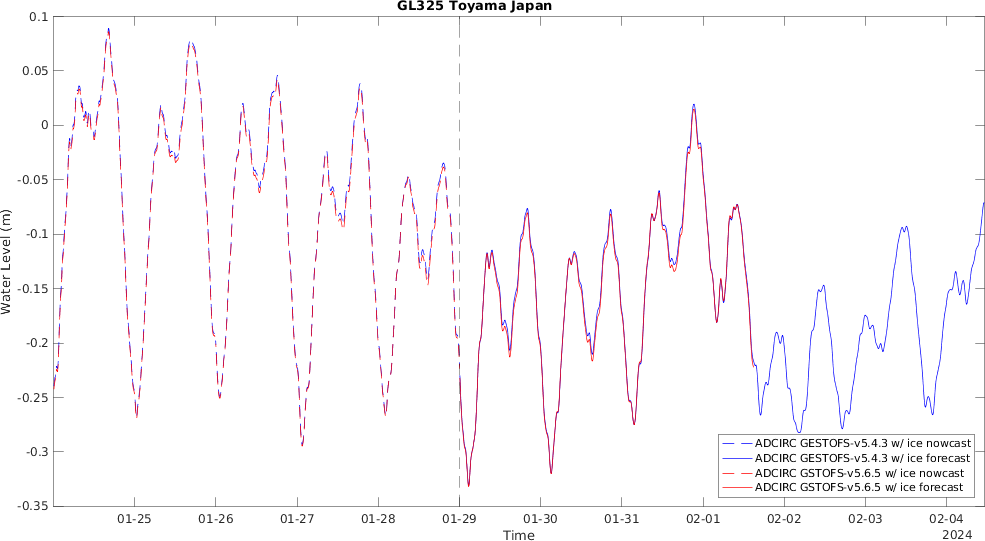 GL325 Toyama Japan
0.1
0.05
0
-0.05
-0.1
-0.15
-0.2
-0.25
-0.3
-0.35
Water Level (m)
01-25 01-26 01-27 01-28 01-29 01-30 01-31 02-01 02-02 02-03 02-04
Time
2024
ADCIRC GESTOFS-v5.4.3 w/ ice nowcast
ADCIRC GESTOFS-v5.4.3 w/ ice forecast
ADCIRC GSTOFS-v5.6.5 w/ ice nowcast
ADCIRC GSTOFS-v5.6.5 w/ ice forecast